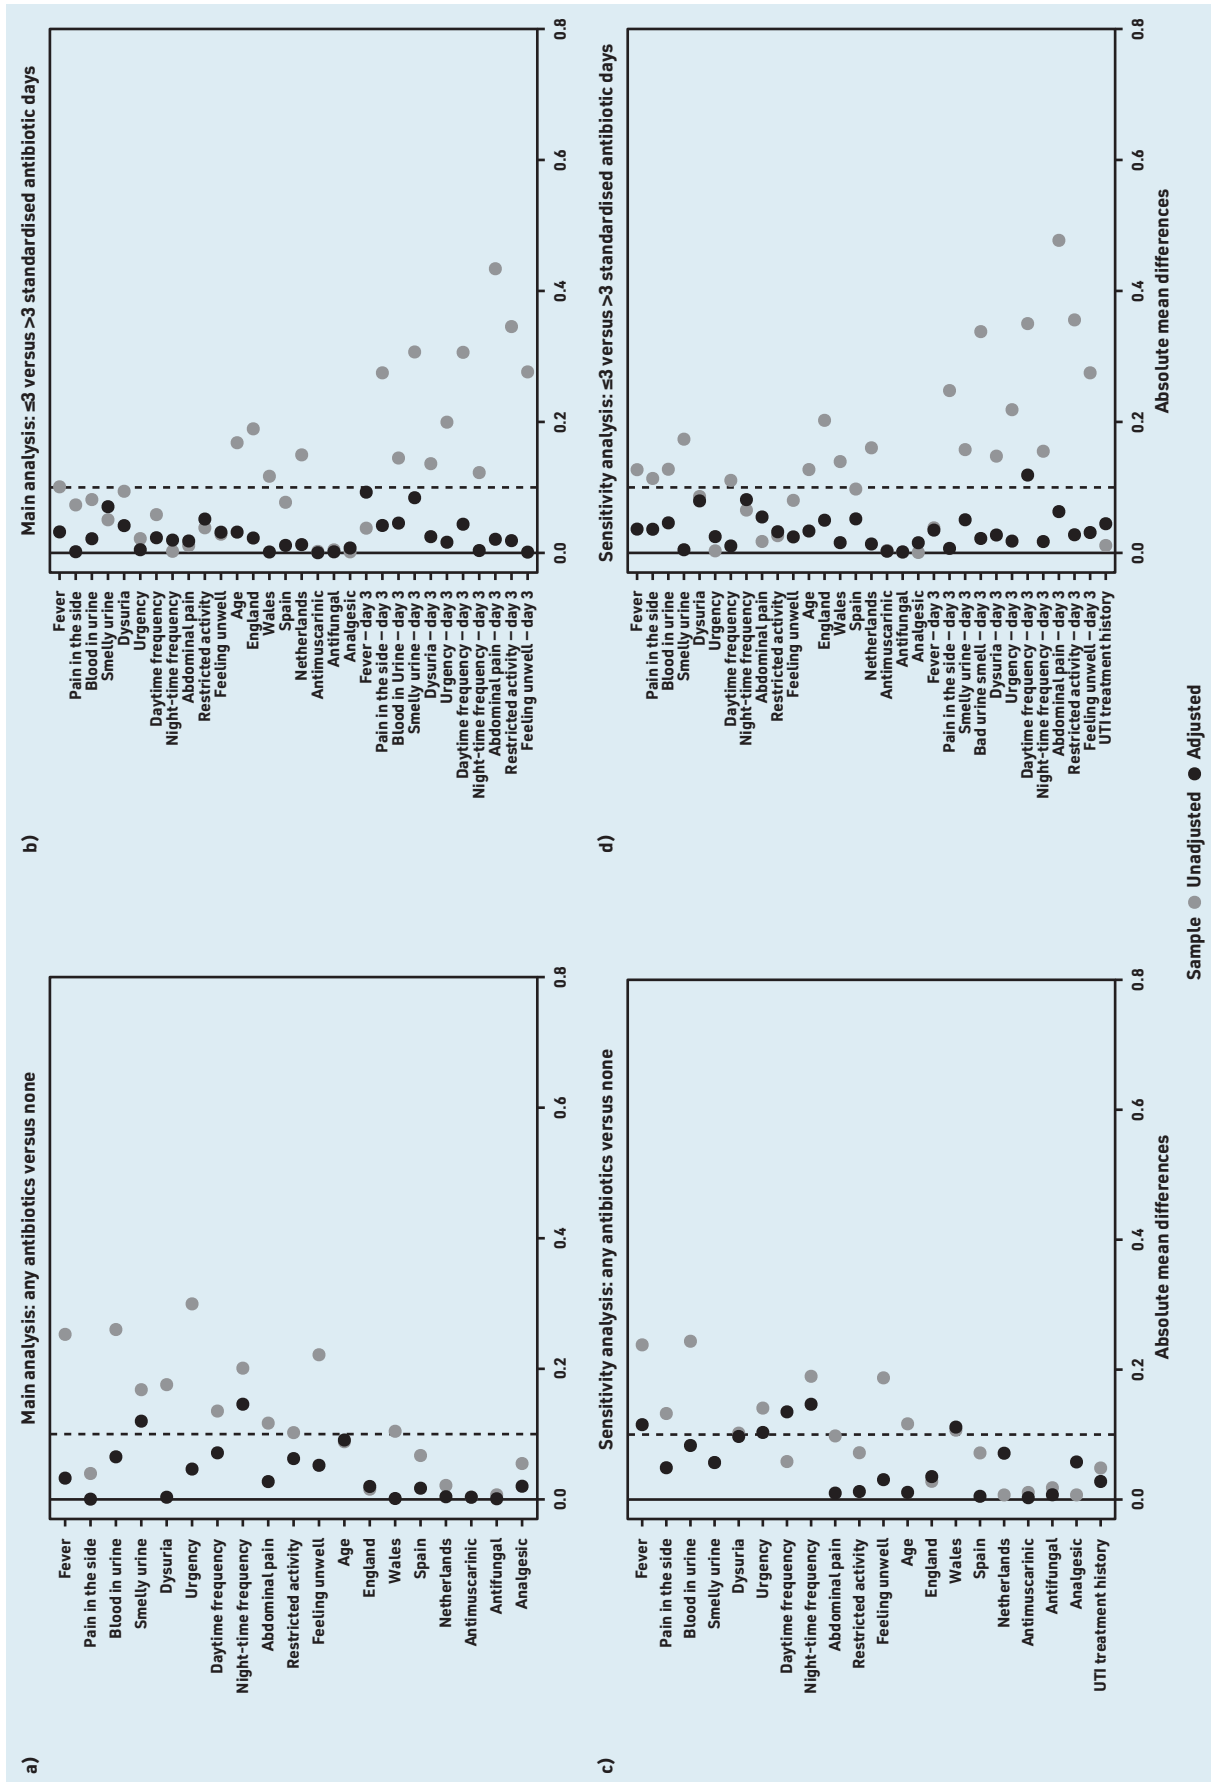 a)
Main analysis: any antibiotics versus none
Fever
Pain in the side
Blood in urine
Smelly urine
Dysuria
Urgency
Daytime frequency
Night-time frequency
Abdominal pain
Restricted activity
Feeling unwell
Age
England
Wales
Spain
Netherlands
Antimuscarinic
Antifungal
Analgesic
0.0 0.2 0.4 0.6 0.8
b)
Main analysis: ≤3 versus >3 standardised antibiotic days
Fever
Pain in the side
Blood in urine
Smelly urine
Dysuria
Urgency
Daytime frequency
Night-time frequency
Abdominal pain
Restricted activity
Feeling unwell
Age
England
Wales
Spain
Netherlands
Antimuscarinic
Antifungal
Analgesic
Fever – day 3
Pain in the side – day 3
Blood in Urine – day 3
Smelly urine – day 3
Dysuria – day 3
Urgency – day 3
Daytime frequency – day 3
Night-time frequency – day 3
Abdominal pain – day 3
Restricted activity – day 3
Feeling unwell – day 3
0.0 0.2 0.4 0.6 0.8
c)
Sensitivity analysis: any antibiotics versus none
Fever
Pain in the side
Blood in urine
Smelly urine
Dysuria
Urgency
Daytime frequency
Night-time frequency
Abdominal pain
Restricted activity
Feeling unwell
Age
England
Wales
Spain
Netherlands
Antimuscarinic
Antifungal
Analgesic
UTI treatment history
0.0 0.2 0.4 0.6 0.8
Absolute mean differences
d)
Sensitivity analysis: ≤3 versus >3 standardised antibiotic days
Fever
Pain in the side
Blood in urine
Smelly urine
Dysuria
Urgency
Daytime frequency
Night-time frequency
Abdominal pain
Restricted activity
Feeling unwell
Age
England
Wales
Spain
Netherlands
Antimuscarinic
Antifungal
Analgesic
Fever – day 3
Pain in the side – day 3
Smelly urine – day 3
Bad urine smell – day 3
Dysuria – day 3
Urgency – day 3
Daytime frequency – day 3
Night-time frequency – day 3
Abdominal pain – day 3
Restricted activity – day 3
Feeling unwell – day 3
UTI treatment history
0.0 0.2 0.4 0.6 0.8
Absolute mean differences
Sample Unadjusted Adjusted